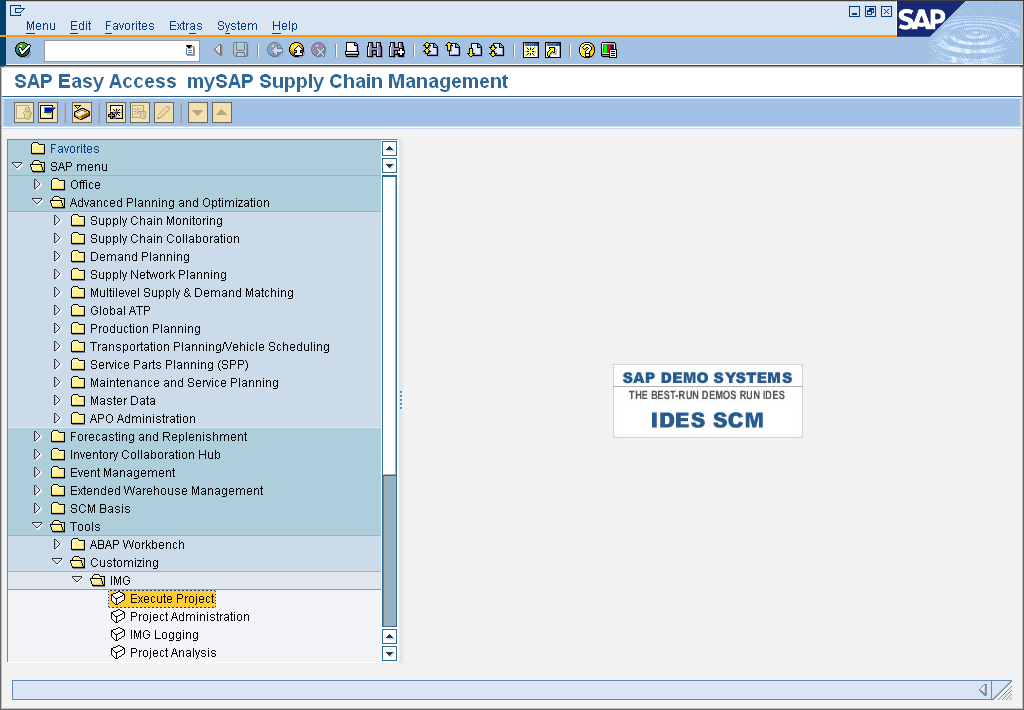 Menu Edit Favorites Extras System Help
SAP
SAP Easy Access mySAP Supply Chain Management
Favorites
SAP menu
Office
Advanced Planning and Optimization
Supply Chain Monitoring
Supply Chain Collaboration
Demand Planning
Supply Network Planning
Multilevel Supply & Demand Matching
Global ATP
Production Planning
Transportation Planning/Vehicle Scheduling
Service Parts Planning (SPP)
Maintenance and Service Planning
Master Data
APO Administration
Forecasting and Replenishment
Inventory Collaboration Hub
Event Management
Extended Warehouse Management
SCM Basis
Tools
ABAP Workbench
Customizing
IMG
Execute Project
Project Administration
IMG Logging
Project Analysis
SAP DEMO SYSTEMS
THE BEST-RUN DEMOS RUN IDES
IDES SCM